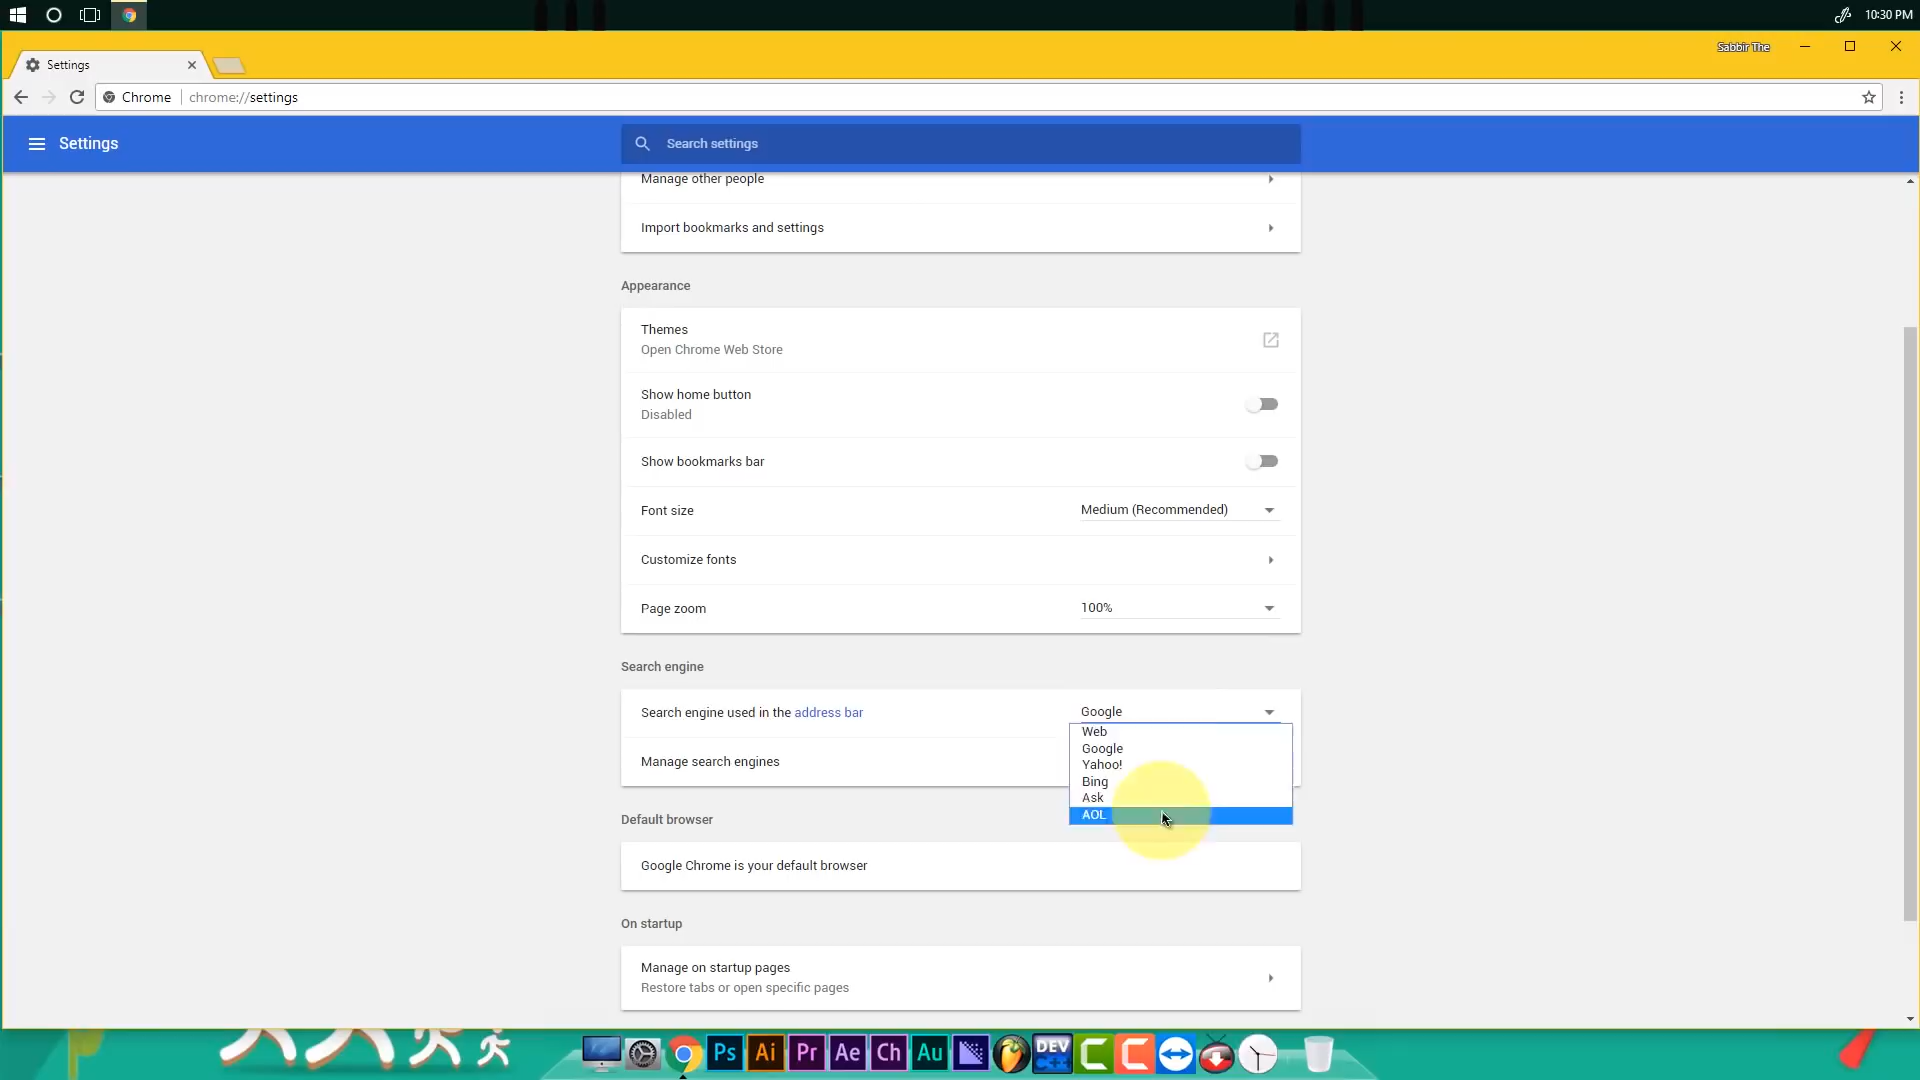 10:30 PM
Settings
Sabbir The
Chrome chrome://settings
Settings
Search settings
Manage other people
Import bookmarks and settings
Appearance
Themes
Open Chrome Web Store
Show home button
Disabled
Show bookmarks bar
Font size
Medium (Recommended)
Customize fonts
Page zoom
100%
Search engine
Search engine used in the address bar
Google
Web
Google
Yahoo!
Bing
Ask
AOL
Manage search engines
Default browser
Google Chrome is your default browser
On startup
Manage on startup pages
Restore tabs or open specific pages
Ps Ai Pr Ae Ch Au DEV C++